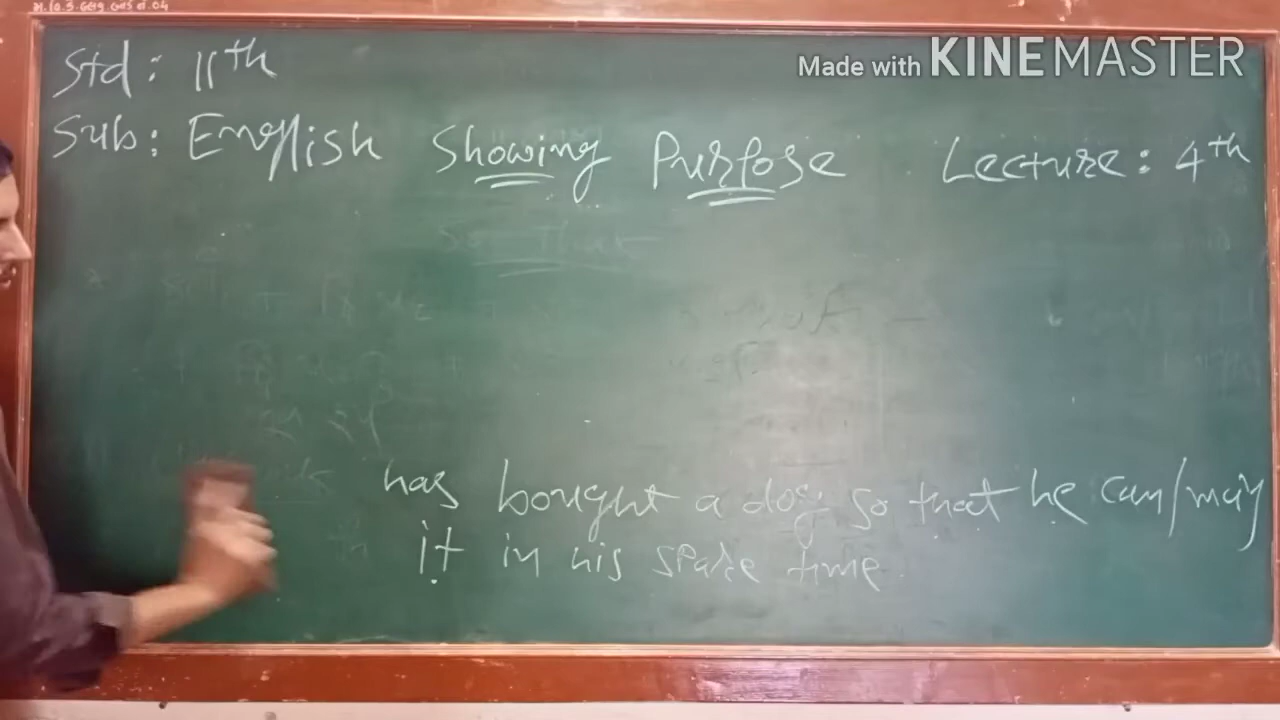 Std: 11th
Made with KINEMASTER
Sub: English Showing Purpose Lecture: 4th
so that
has bought a dog so that he can/may
it in his spare time